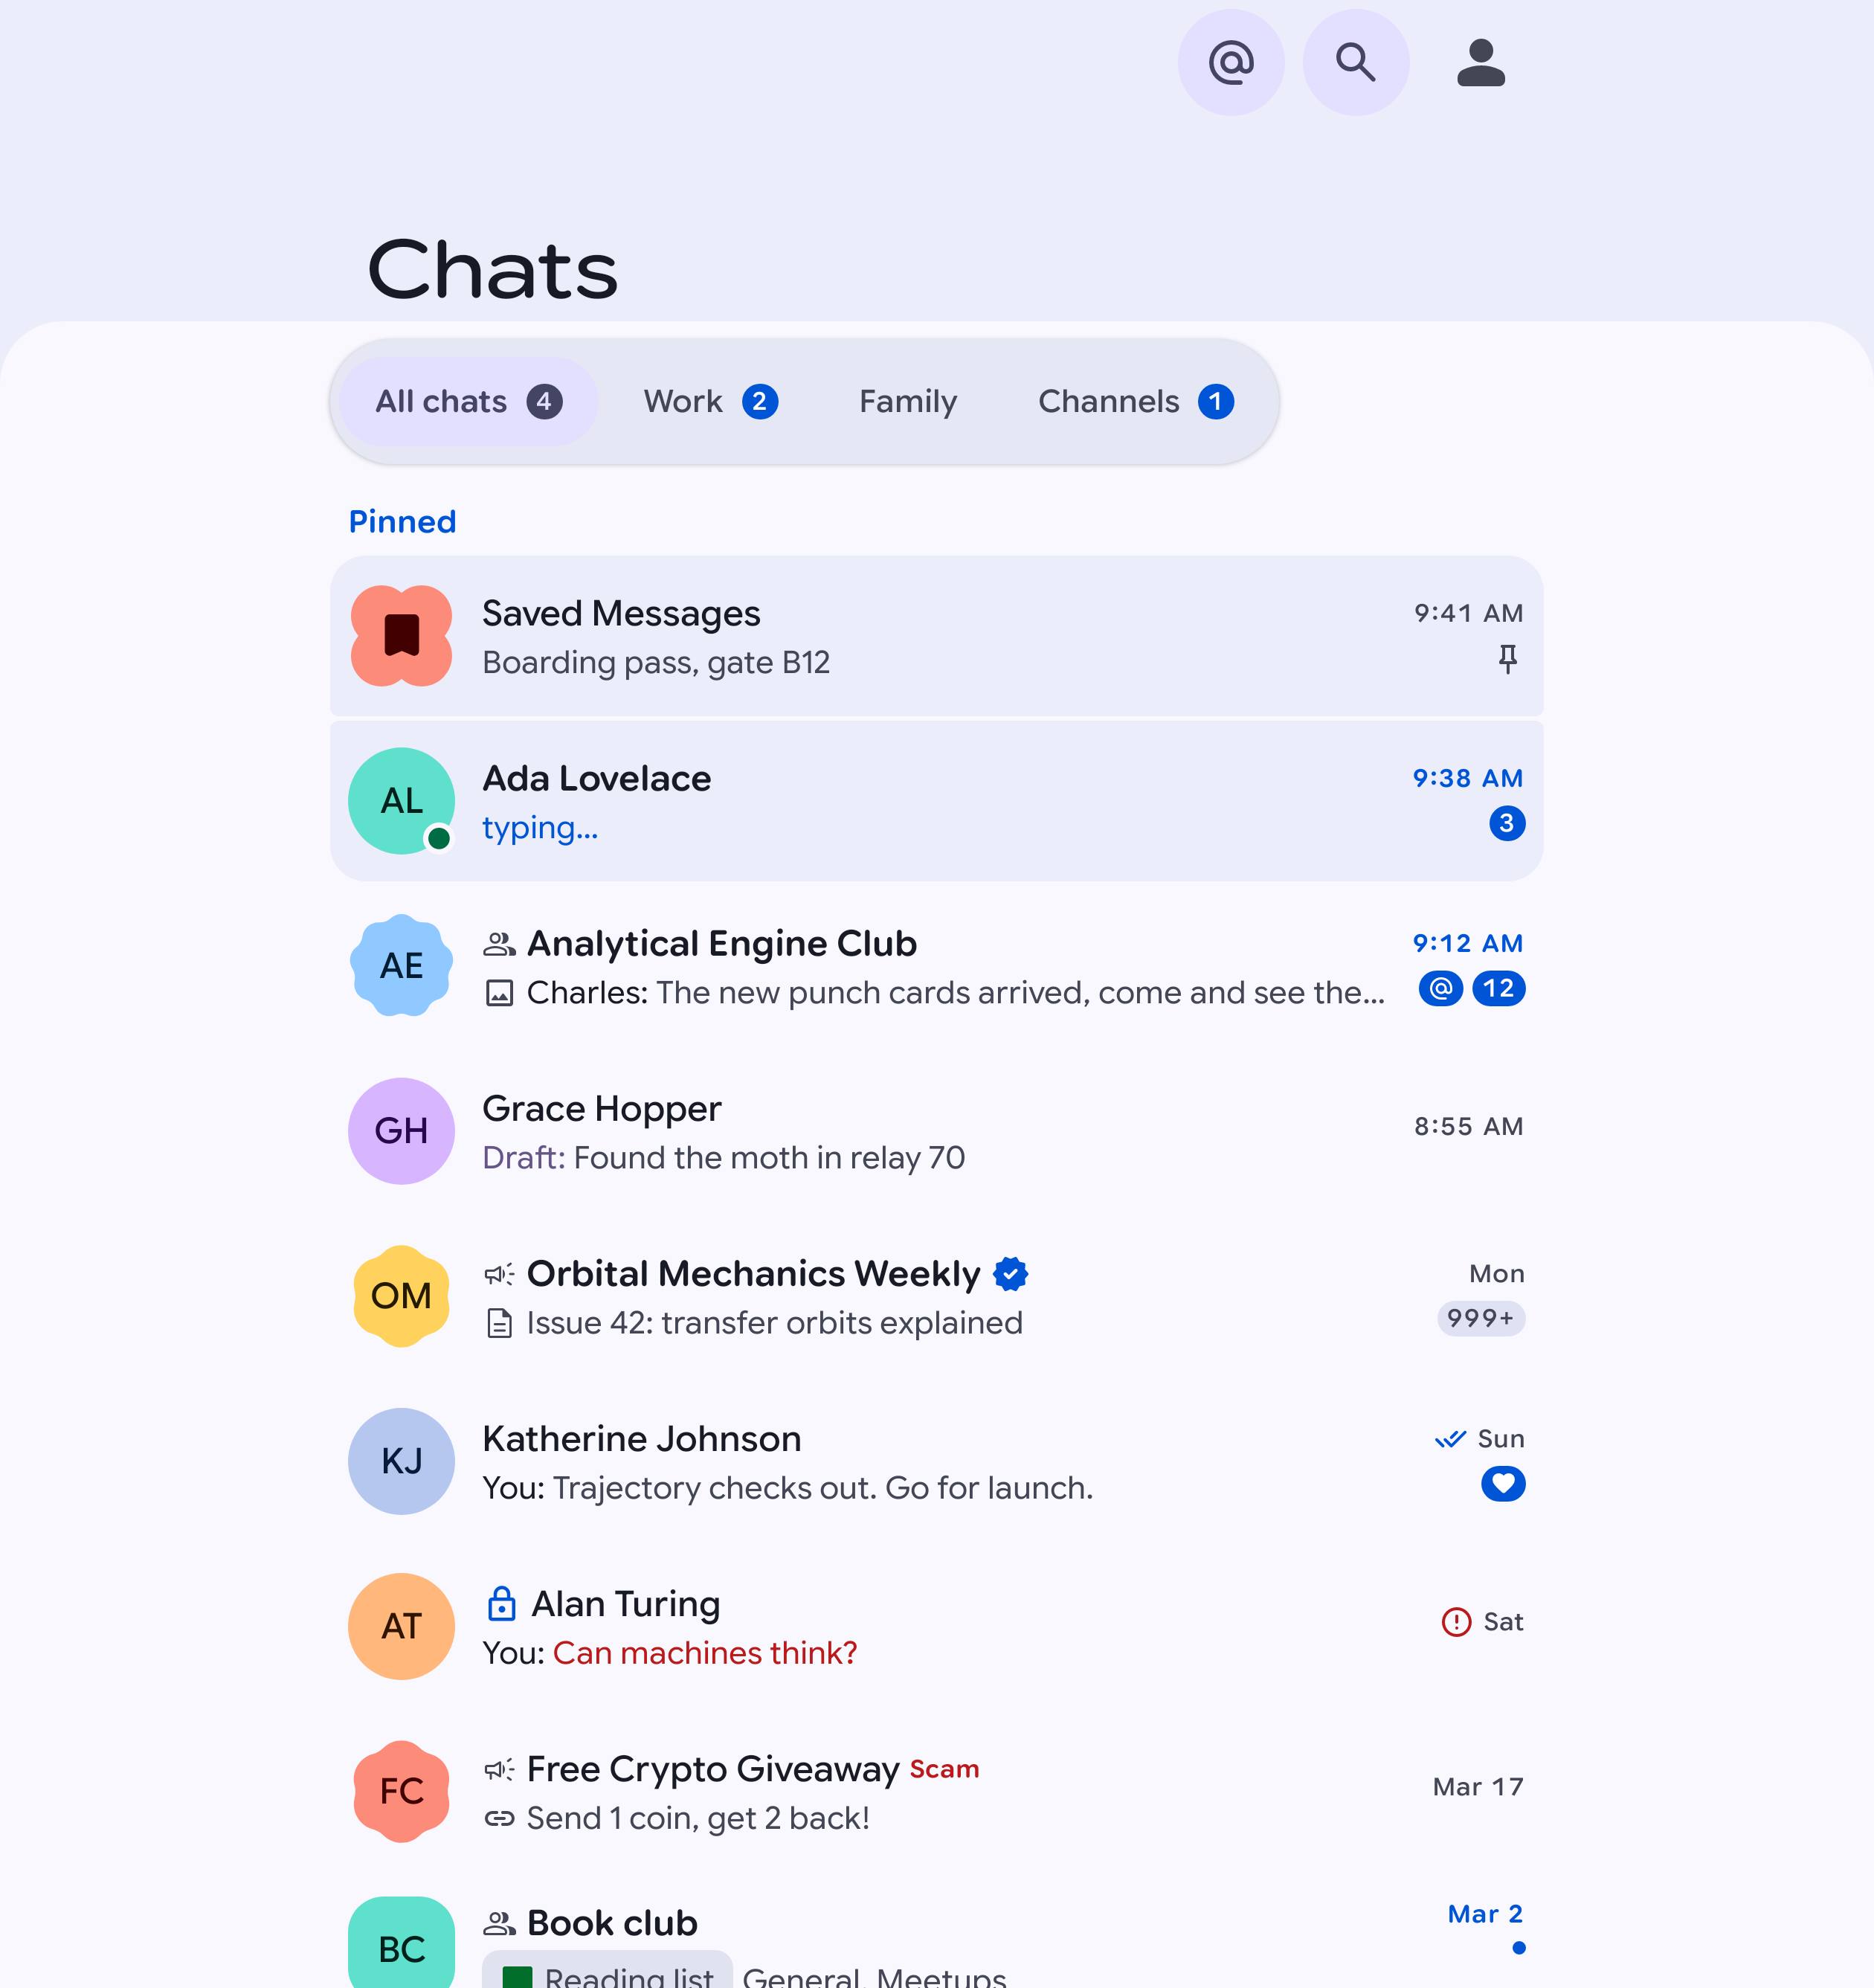 Chats
All chats 4 Work 2 Family Channels 1
Pinned
Saved Messages 9:41 AM
Boarding pass, gate B12
AL Ada Lovelace 9:38 AM
typing... 3
AE Analytical Engine Club 9:12 AM
Charles: The new punch cards arrived, come and see the... @ 12
GH Grace Hopper 8:55 AM
Draft: Found the moth in relay 70
OM Orbital Mechanics Weekly Mon
Issue 42: transfer orbits explained 999+
KJ Katherine Johnson Sun
You: Trajectory checks out. Go for launch.
AT Alan Turing Sat
You: Can machines think?
FC Free Crypto Giveaway Scam Mar 17
Send 1 coin, get 2 back!
BC Book club Mar 2
Reading list General, Meetups